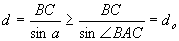 d = BC / sin a ≥ BC / sin ∠BAC = d_o